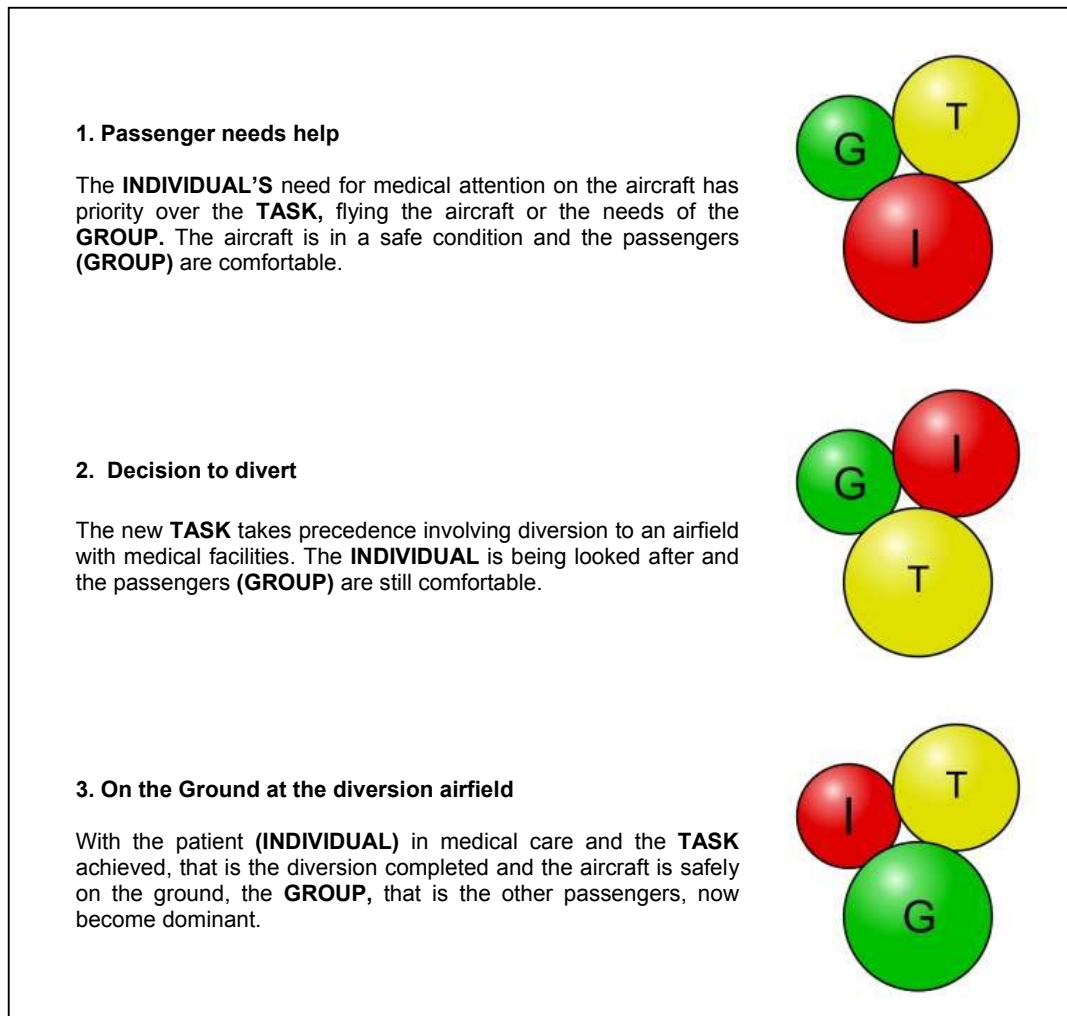 1. Passenger needs help
The INDIVIDUAL'S need for medical attention on the aircraft has
priority over the TASK, flying the aircraft or the needs of the
GROUP. The aircraft is in a safe condition and the passengers
(GROUP) are comfortable.
G
T
I
2. Decision to divert
The new TASK takes precedence involving diversion to an airfield
with medical facilities. The INDIVIDUAL is being looked after and
the passengers (GROUP) are still comfortable.
G
I
T
3. On the Ground at the diversion airfield
With the patient (INDIVIDUAL) in medical care and the TASK
achieved, that is the diversion completed and the aircraft is safely
on the ground, the GROUP, that is the other passengers, now
become dominant.
I
T
G